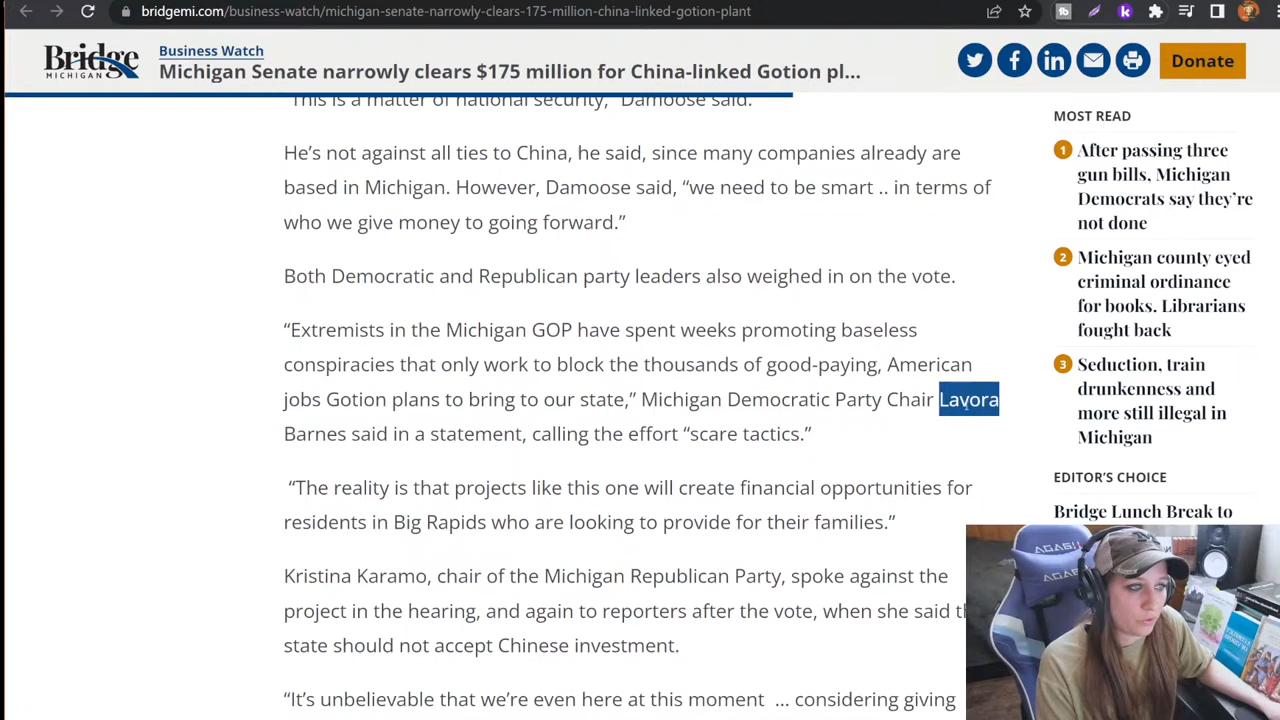 bridgemi.com/business-watch/michigan-senate-narrowly-clears-175-million-china-linked-gotion-plant
Bridge
MICHIGAN
Business Watch
Michigan Senate narrowly clears $175 million for China-linked Gotion pl...
Donate
"This is a matter of national security," Damoose said.
He’s not against all ties to China, he said, since many companies already are
based in Michigan. However, Damoose said, “we need to be smart .. in terms of
who we give money to going forward.”
Both Democratic and Republican party leaders also weighed in on the vote.
“Extremists in the Michigan GOP have spent weeks promoting baseless
conspiracies that only work to block the thousands of good-paying, American
jobs Gotion plans to bring to our state,” Michigan Democratic Party Chair Lavora
Barnes said in a statement, calling the effort “scare tactics.”
“The reality is that projects like this one will create financial opportunities for
residents in Big Rapids who are looking to provide for their families.”
Kristina Karamo, chair of the Michigan Republican Party, spoke against the
project in the hearing, and again to reporters after the vote, when she said
state should not accept Chinese investment.
“It’s unbelievable that we’re even here at this moment ... considering giving
MOST READ
1 After passing three
gun bills, Michigan
Democrats say they’re
not done
2 Michigan county eyed
criminal ordinance
for books. Librarians
fought back
3 Seduction, train
drunkenness and
more still illegal in
Michigan
EDITOR’S CHOICE
Bridge Lunch Break to